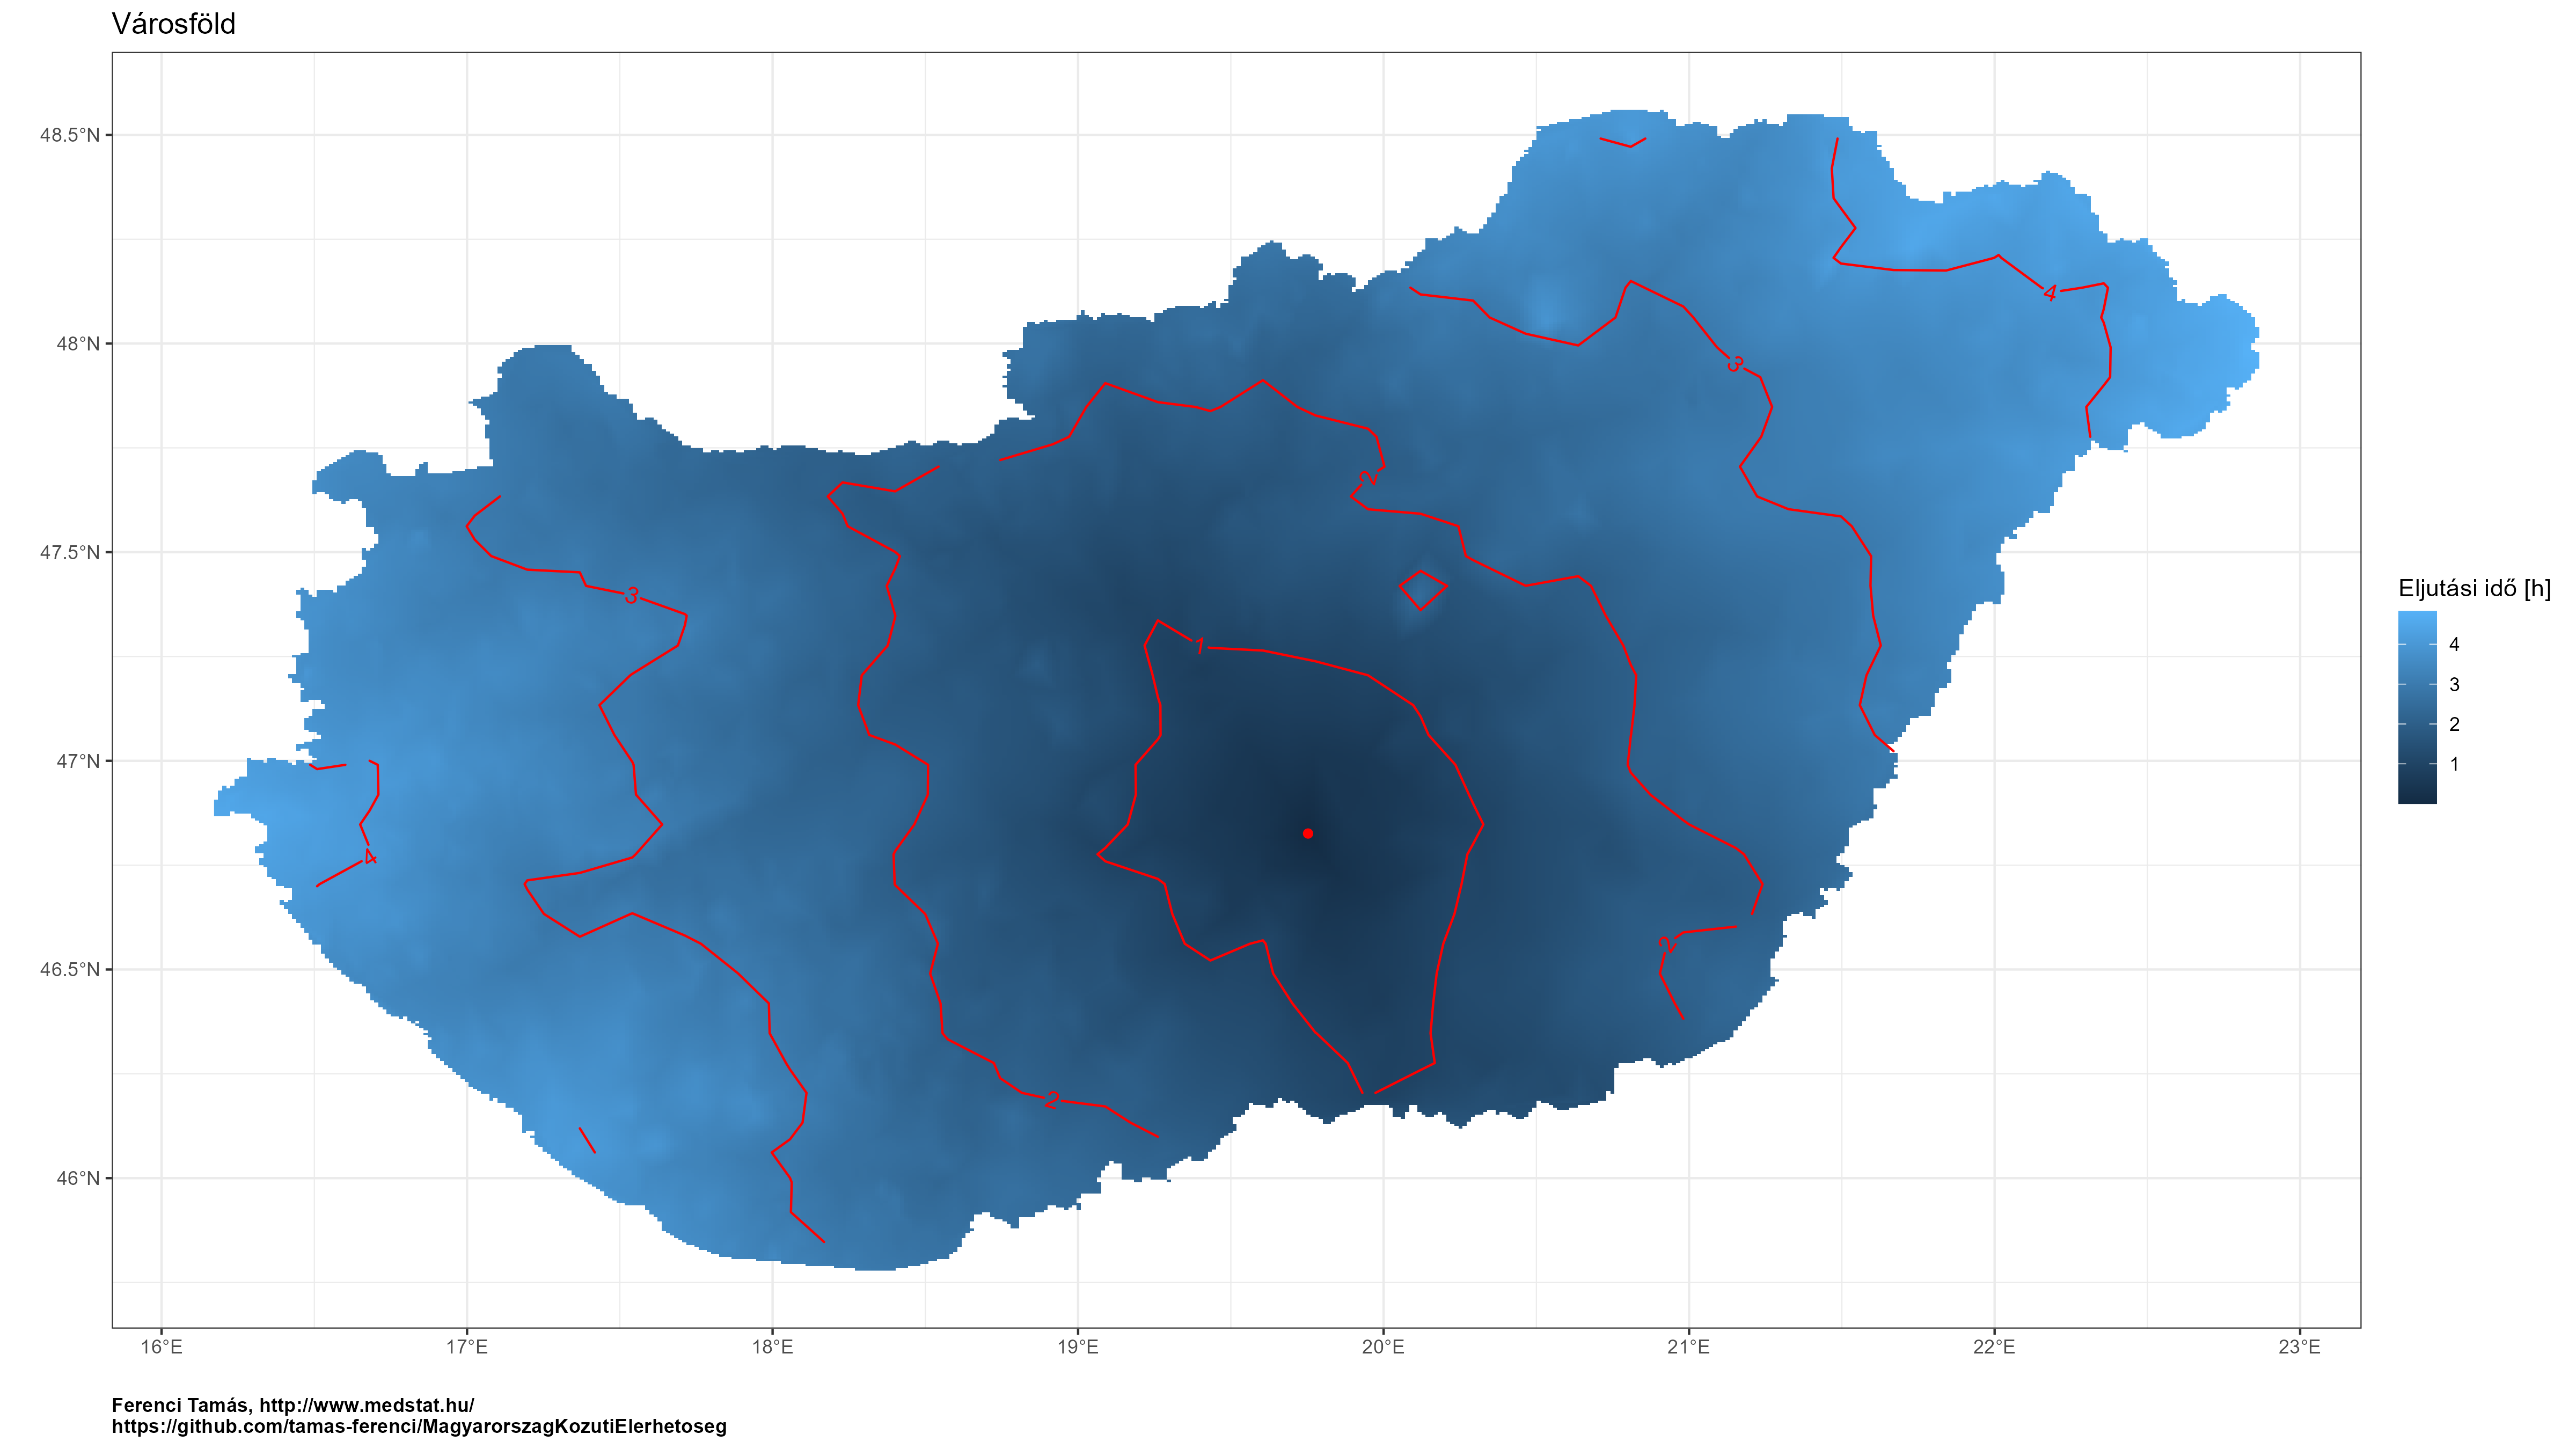 Városföld
48.5°N
48°N
47.5°N
47°N
46.5°N
46°N
16°E
17°E
18°E
19°E
20°E
21°E
22°E
23°E
4
3
2
1
3
2
4
2
Eljutási idő [h]
4
3
2
1
Ferenci Tamás, http://www.medstat.hu/
https://github.com/tamas-ferenci/MagyarorszagKozutiElerhetoseg